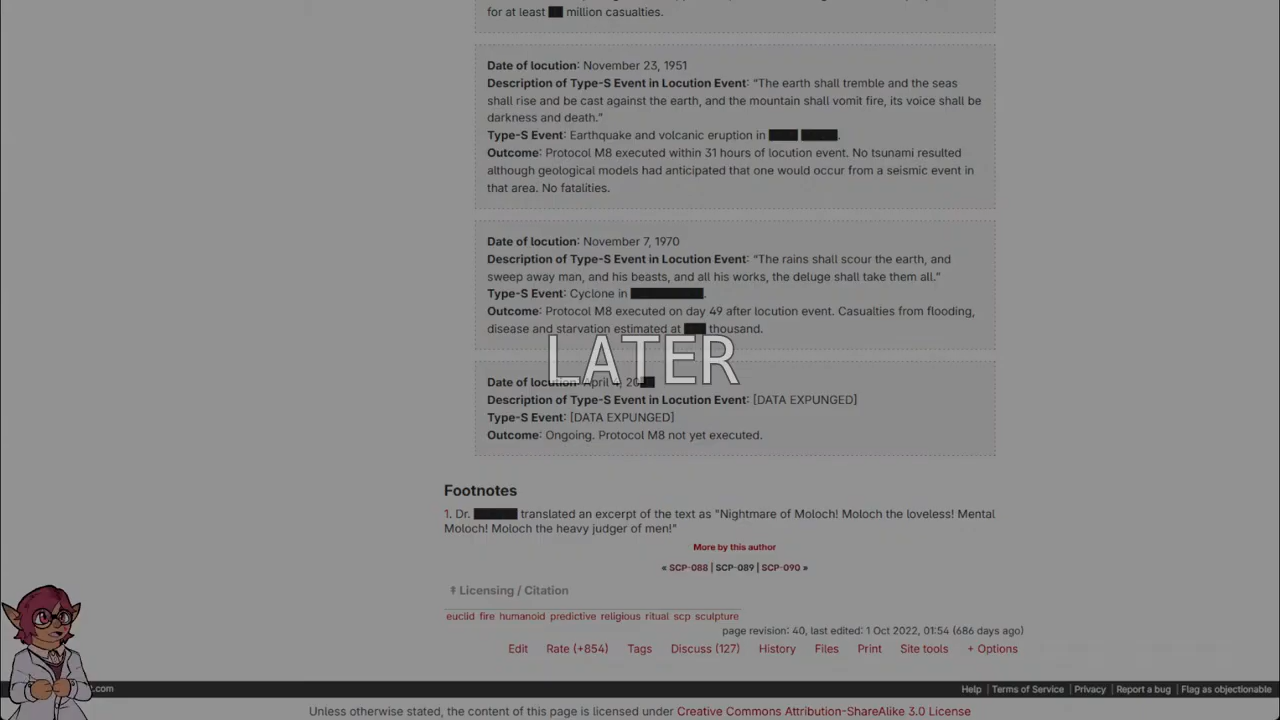 for at least ██ million casualties.
Date of locution: November 23, 1951
Description of Type-S Event in Locution Event: “The earth shall tremble and the seas
shall rise and be cast against the earth, and the mountain shall vomit fire, its voice shall be
darkness and death.”
Type-S Event: Earthquake and volcanic eruption in ████ █████.
Outcome: Protocol M8 executed within 31 hours of locution event. No tsunami resulted
although geological models had anticipated that one would occur from a seismic event in
that area. No fatalities.
Date of locution: November 7, 1970
Description of Type-S Event in Locution Event: “The rains shall scour the earth, and
sweep away man, and his beasts, and all his works, the deluge shall take them all.”
Type-S Event: Cyclone in ██████████.
Outcome: Protocol M8 executed on day 49 after locution event. Casualties from flooding,
disease and starvation estimated at ███ thousand.
LATER
Date of locution: April 4, 20██
Description of Type-S Event in Locution Event: [DATA EXPUNGED]
Type-S Event: [DATA EXPUNGED]
Outcome: Ongoing. Protocol M8 not yet executed.
Footnotes
1. Dr. ██████ translated an excerpt of the text as "Nightmare of Moloch! Moloch the loveless! Mental
Moloch! Moloch the heavy judger of men!"
More by this author
« SCP-088 | SCP-089 | SCP-090 »
Licensing / Citation
euclid fire humanoid predictive religious ritual scp sculpture
page revision: 40, last edited: 1 Oct 2022, 01:54 (686 days ago)
Edit Rate (+854) Tags Discuss (127) History Files Print Site tools + Options
.com Help | Terms of Service | Privacy | Report a bug | Flag as objectionable
Unless otherwise stated, the content of this page is licensed under Creative Commons Attribution-ShareAlike 3.0 License